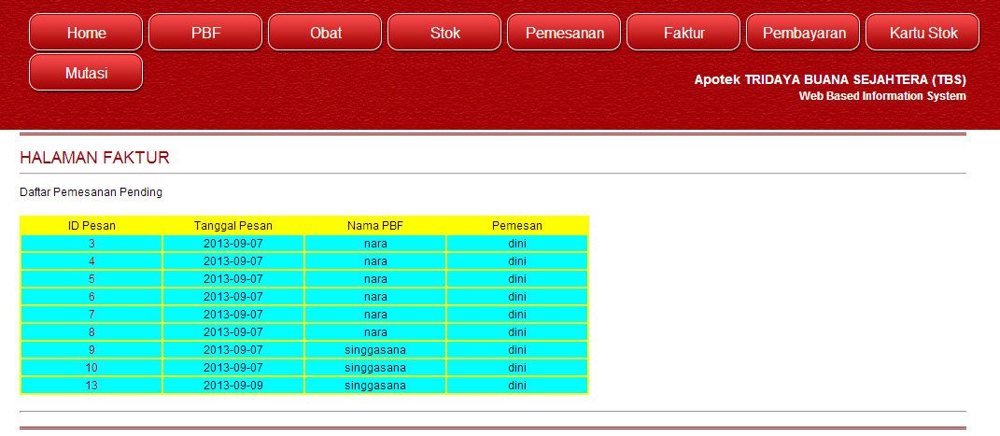 Home PBF Obat Stok Pemesanan Faktur Pembayaran Kartu Stok
Mutasi
Apotek TRIDAYA BUANA SEJAHTERA (TBS)
Web Based Information System
HALAMAN FAKTUR
Daftar Pemesanan Pending
ID Pesan Tanggal Pesan Nama PBF Pemesan
3 2013-09-07 nara dini
4 2013-09-07 nara dini
5 2013-09-07 nara dini
6 2013-09-07 nara dini
7 2013-09-07 nara dini
8 2013-09-07 nara dini
9 2013-09-07 singgasana dini
10 2013-09-07 singgasana dini
13 2013-09-09 singgasana dini